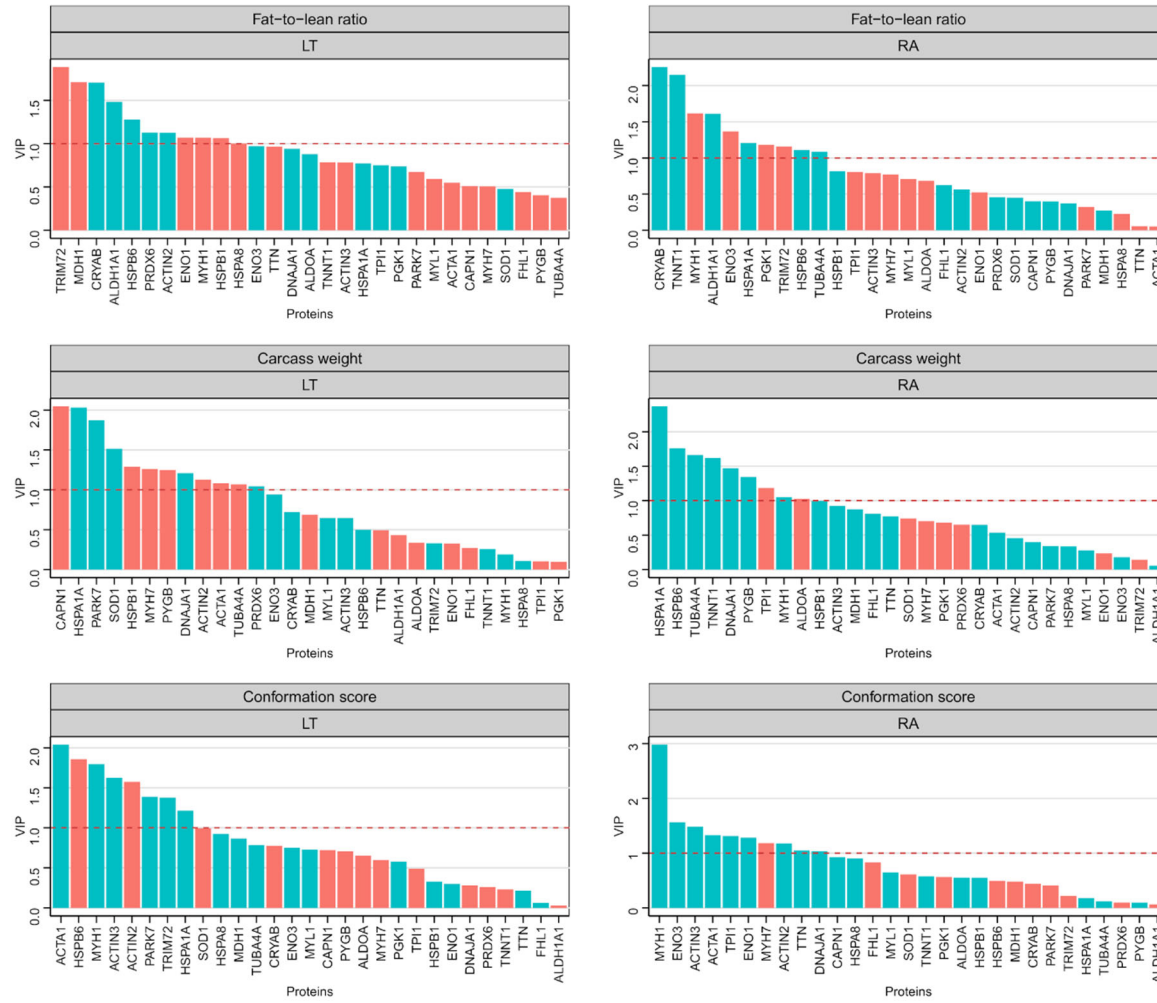 Fat-to-lean ratio
LT
VIP
0.0 0.5 1.0 1.5
TRIM72 MDH1 CRYAB ALDH1A1 HSPB6 PRDX6 ACTIN2 ENO1 MYH1 HSPB1 HSPA8 ENO3 TTN DNAJA1 ALDOA TNNT1 ACTIN3 HSPA1A TPI1 PGK1 PARK7 MYL1 ACTA1 CAPN1 MYH7 SOD1 FHL1 PYGB TUBA4A
Proteins
Fat-to-lean ratio
RA
VIP
0.0 0.5 1.0 1.5 2.0
CRYAB TNNT1 MYH1 ALDH1A1 ENO3 HSPA1A PGK1 TRIM72 HSPB6 TUBA4A HSPB1 TPI1 ACTIN3 MYH7 MYL1 ALDOA FHL1 ACTIN2 ENO1 PRDX6 SOD1 CAPN1 PYGB DNAJA1 PARK7 MDH1 HSPA8 TTN ACTA1
Proteins
Carcass weight
LT
VIP
0.0 0.5 1.0 1.5 2.0
CAPN1 HSPA1A PARK7 SOD1 HSPB1 MYH7 PYGB DNAJA1 ACTIN2 ACTA1 TUBA4A PRDX6 ENO3 CRYAB MDH1 MYL1 ACTIN3 HSPB6 TTN ALDH1A1 ALDOA TRIM72 ENO1 FHL1 TNNT1 MYH1 HSPA8 TPI1 PGK1
Proteins
Carcass weight
RA
VIP
0.0 0.5 1.0 1.5 2.0
HSPA1A HSPB6 TUBA4A TNNT1 DNAJA1 PYGB TPI1 MYH1 ALDOA HSPB1 ACTIN3 MDH1 FHL1 TTN SOD1 MYH7 PGK1 PRDX6 CRYAB ACTA1 ACTIN2 CAPN1 PARK7 HSPA8 MYL1 ENO1 ENO3 TRIM72 ALDH1A1
Proteins
Conformation score
LT
VIP
0.0 0.5 1.0 1.5 2.0
ACTA1 HSPB6 MYH1 ACTIN3 ACTIN2 PARK7 TRIM72 HSPA1A SOD1 HSPA8 MDH1 TUBA4A CRYAB ENO3 MYL1 CAPN1 PYGB ALDOA MYH7 PGK1 TPI1 HSPB1 ENO1 DNAJA1 PRDX6 TNNT1 TTN FHL1 ALDH1A1
Proteins
Conformation score
RA
VIP
0 1 2 3
MYH1 ENO3 ACTIN3 ACTA1 TPI1 ENO1 MYH7 ACTIN2 TTN DNAJA1 CAPN1 HSPA8 FHL1 MYL1 SOD1 TNNT1 PGK1 ALDOA HSPB1 HSPB6 MDH1 CRYAB PARK7 TRIM72 HSPA1A TUBA4A PRDX6 PYGB ALDH1A1
Proteins